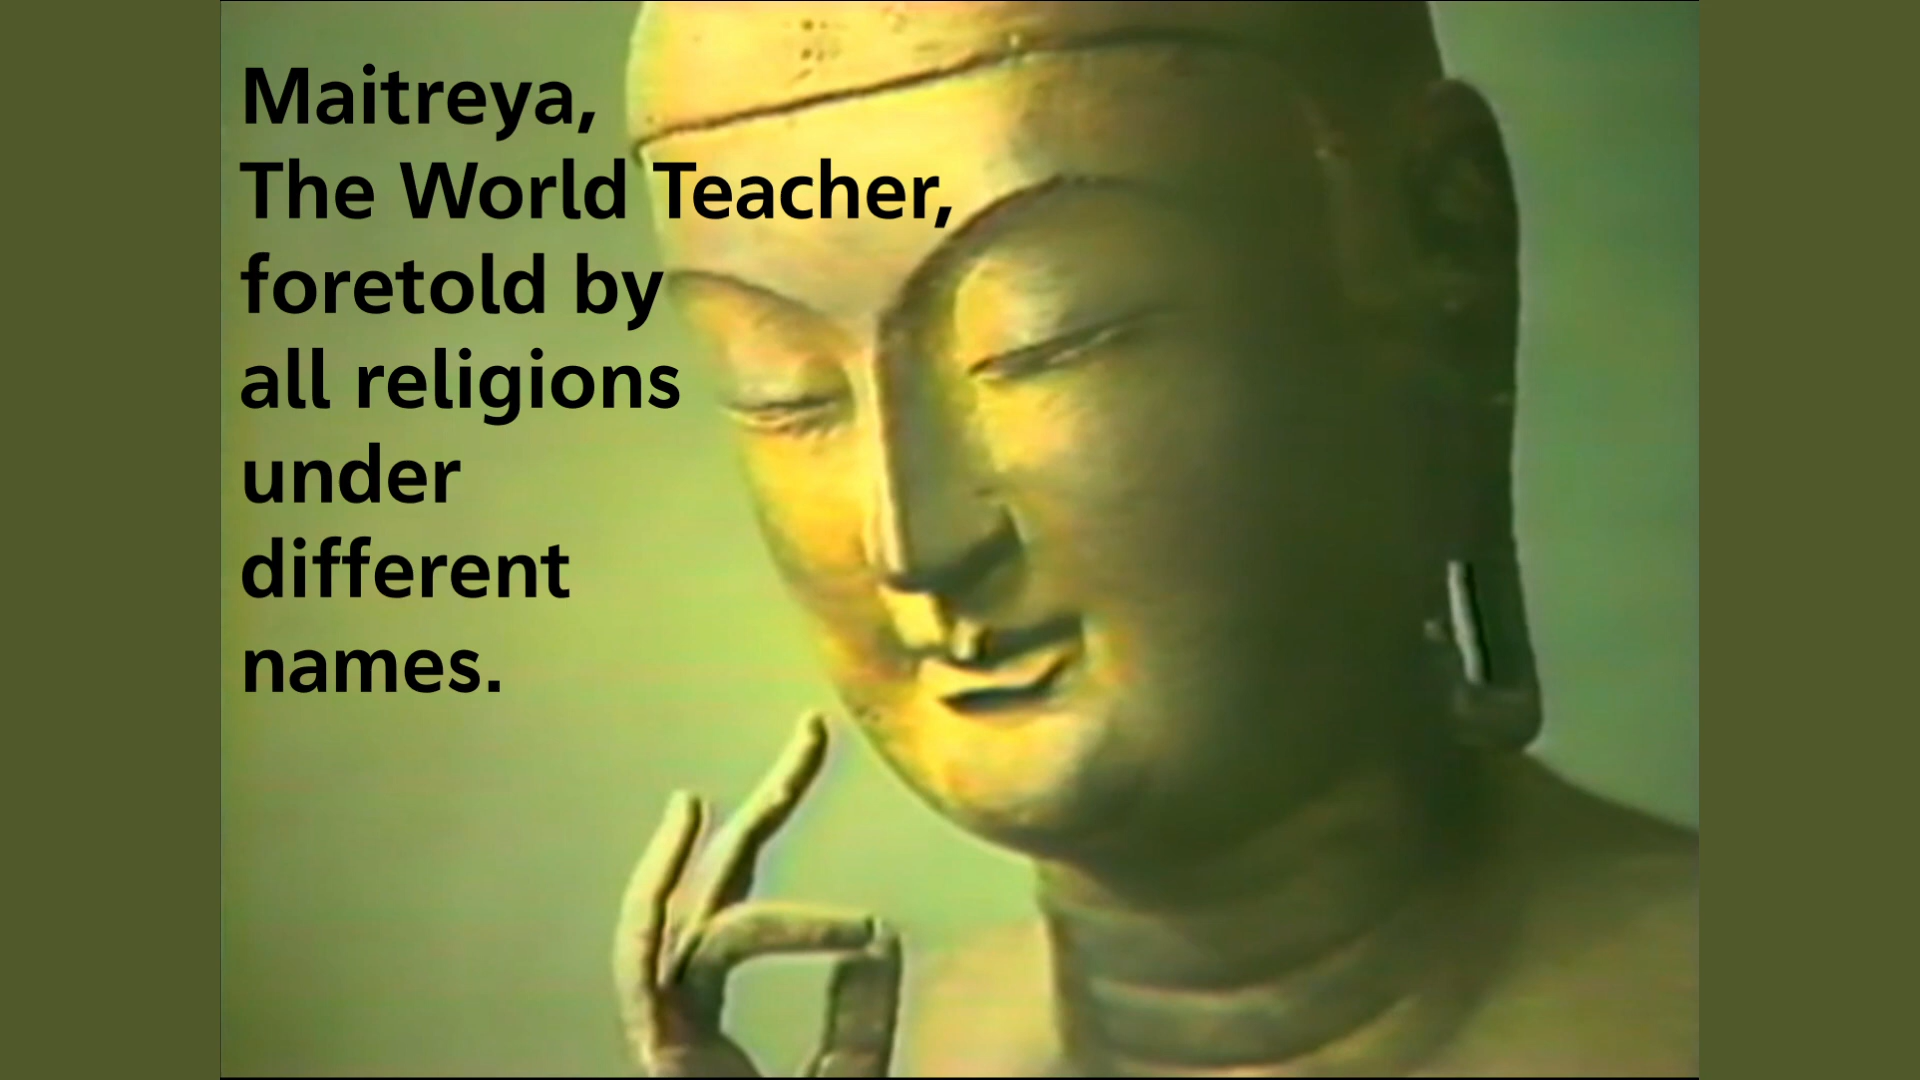 Maitreya,
The World Teacher,
foretold by
all religions
under
different
names.